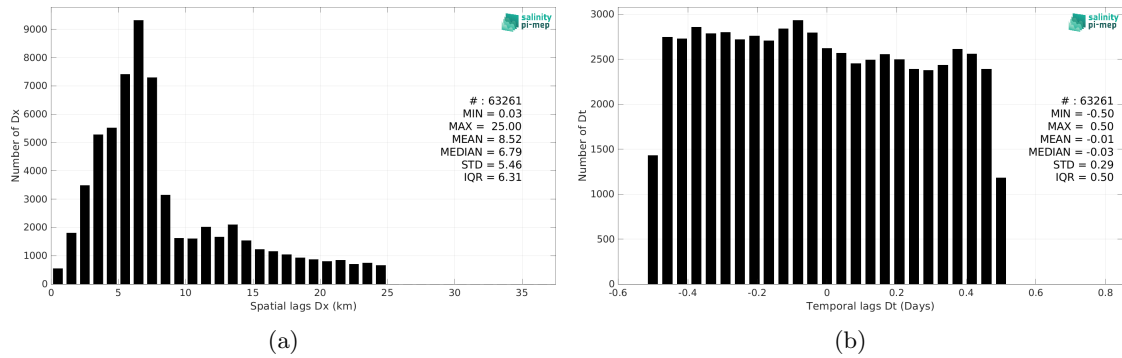 9000
8000
7000
6000
5000
4000
3000
2000
1000
0
Number of Dx
salinity
pi-mep
# : 63261
MIN = 0.03
MAX = 25.00
MEAN = 8.52
MEDIAN = 6.79
STD = 5.46
IQR = 6.31
0 5 10 15 20 25 30 35
Spatial lags Dx (km)
(a)
3000
2500
2000
1500
1000
500
0
Number of Dt
salinity
pi-mep
# : 63261
MIN = -0.50
MAX = 0.50
MEAN = -0.01
MEDIAN = -0.03
STD = 0.29
IQR = 0.50
-0.6 -0.4 -0.2 0 0.2 0.4 0.6 0.8
Temporal lags Dt (Days)
(b)